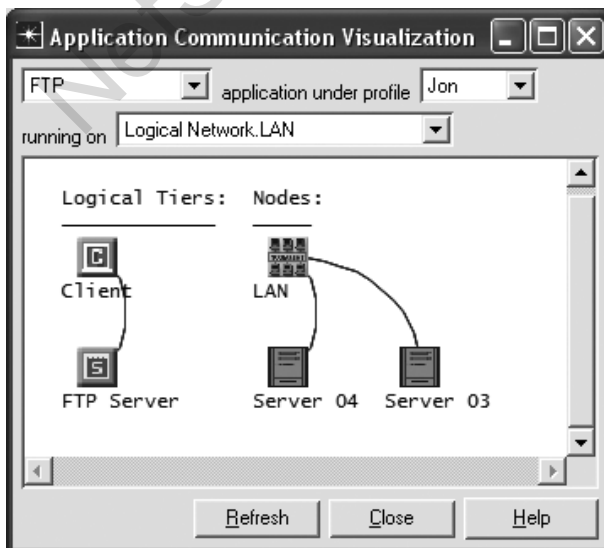 Application Communication Visualization
FTP application under profile Jon
running on Logical Network.LAN
Logical Tiers: Nodes:
C
Client LAN
S
FTP Server Server 04 Server 03
Refresh Close Help